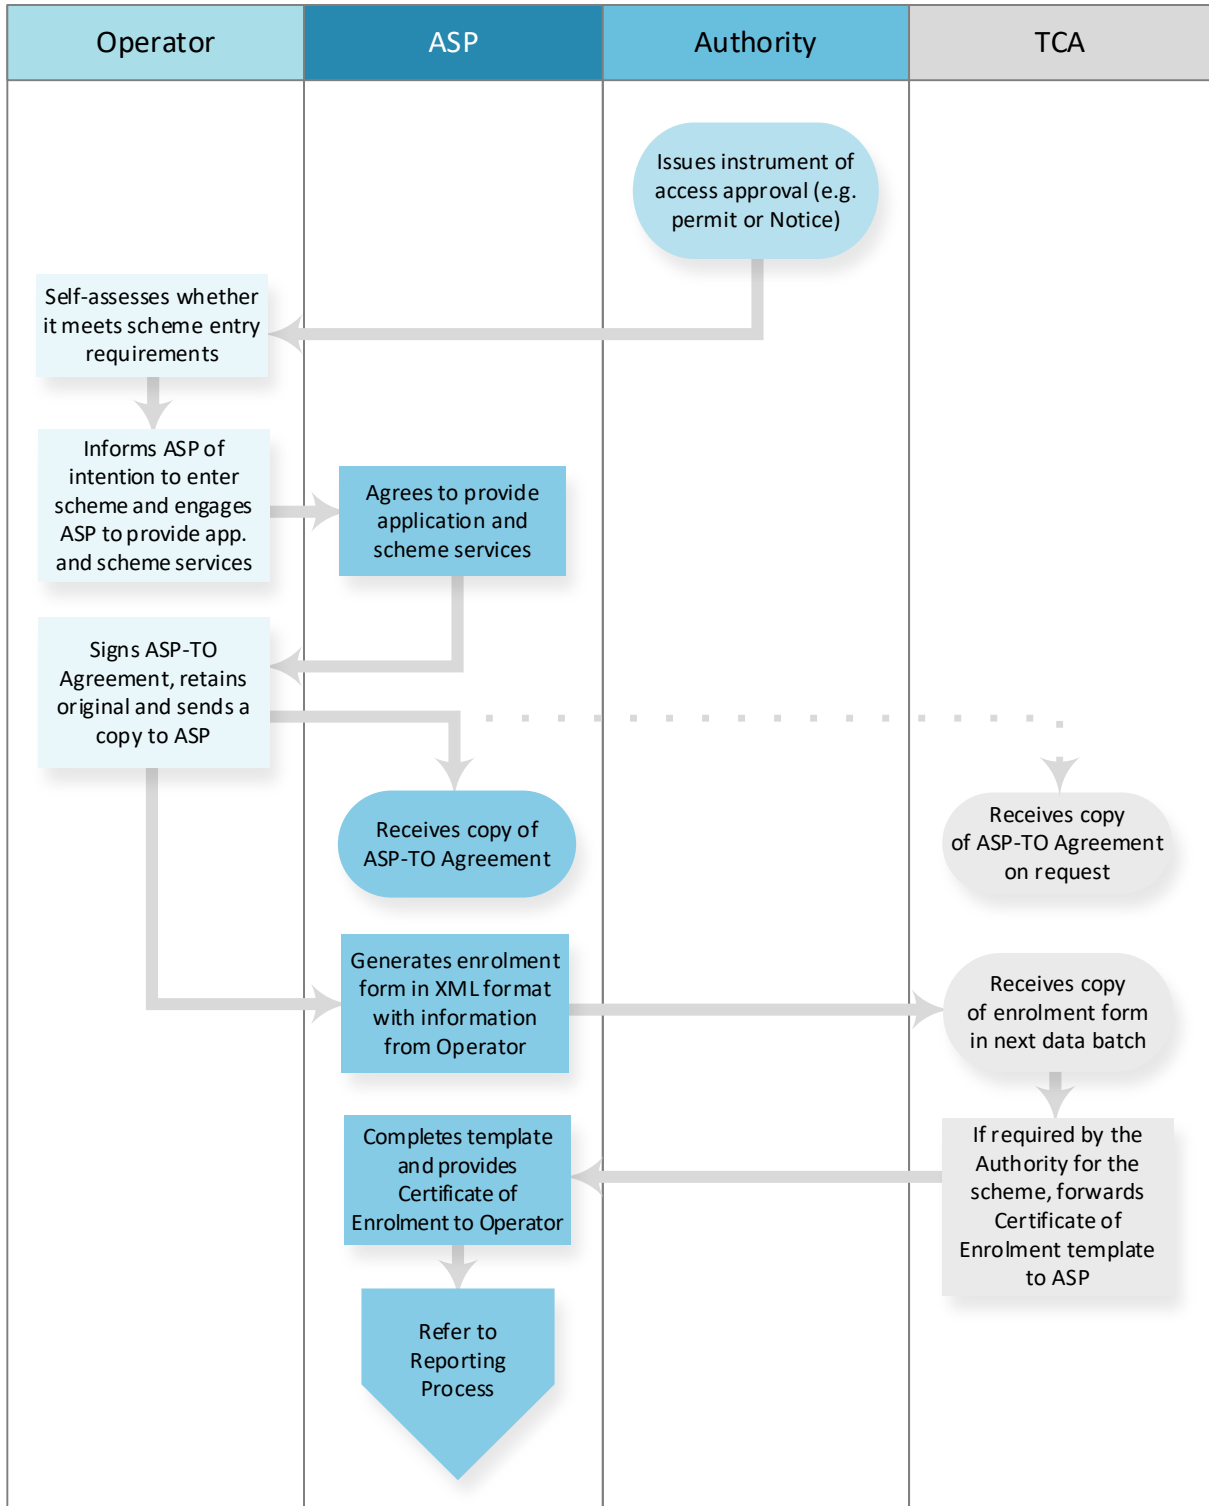 Operator
ASP
Authority
TCA
Issues instrument of
access approval (e.g.
permit or Notice)
Self-assesses whether
it meets scheme entry
requirements
Informs ASP of
intention to enter
scheme and engages
ASP to provide app.
and scheme services
Agrees to provide
application and
scheme services
Signs ASP-TO
Agreement, retains
original and sends a
copy to ASP
Receives copy of
ASP-TO Agreement
Receives copy
of ASP-TO Agreement
on request
Generates enrolment
form in XML format
with information
from Operator
Receives copy
of enrolment form
in next data batch
Completes template
and provides
Certificate of
Enrolment to Operator
If required by the
Authority for the
scheme, forwards
Certificate of
Enrolment template
to ASP
Refer to
Reporting
Process